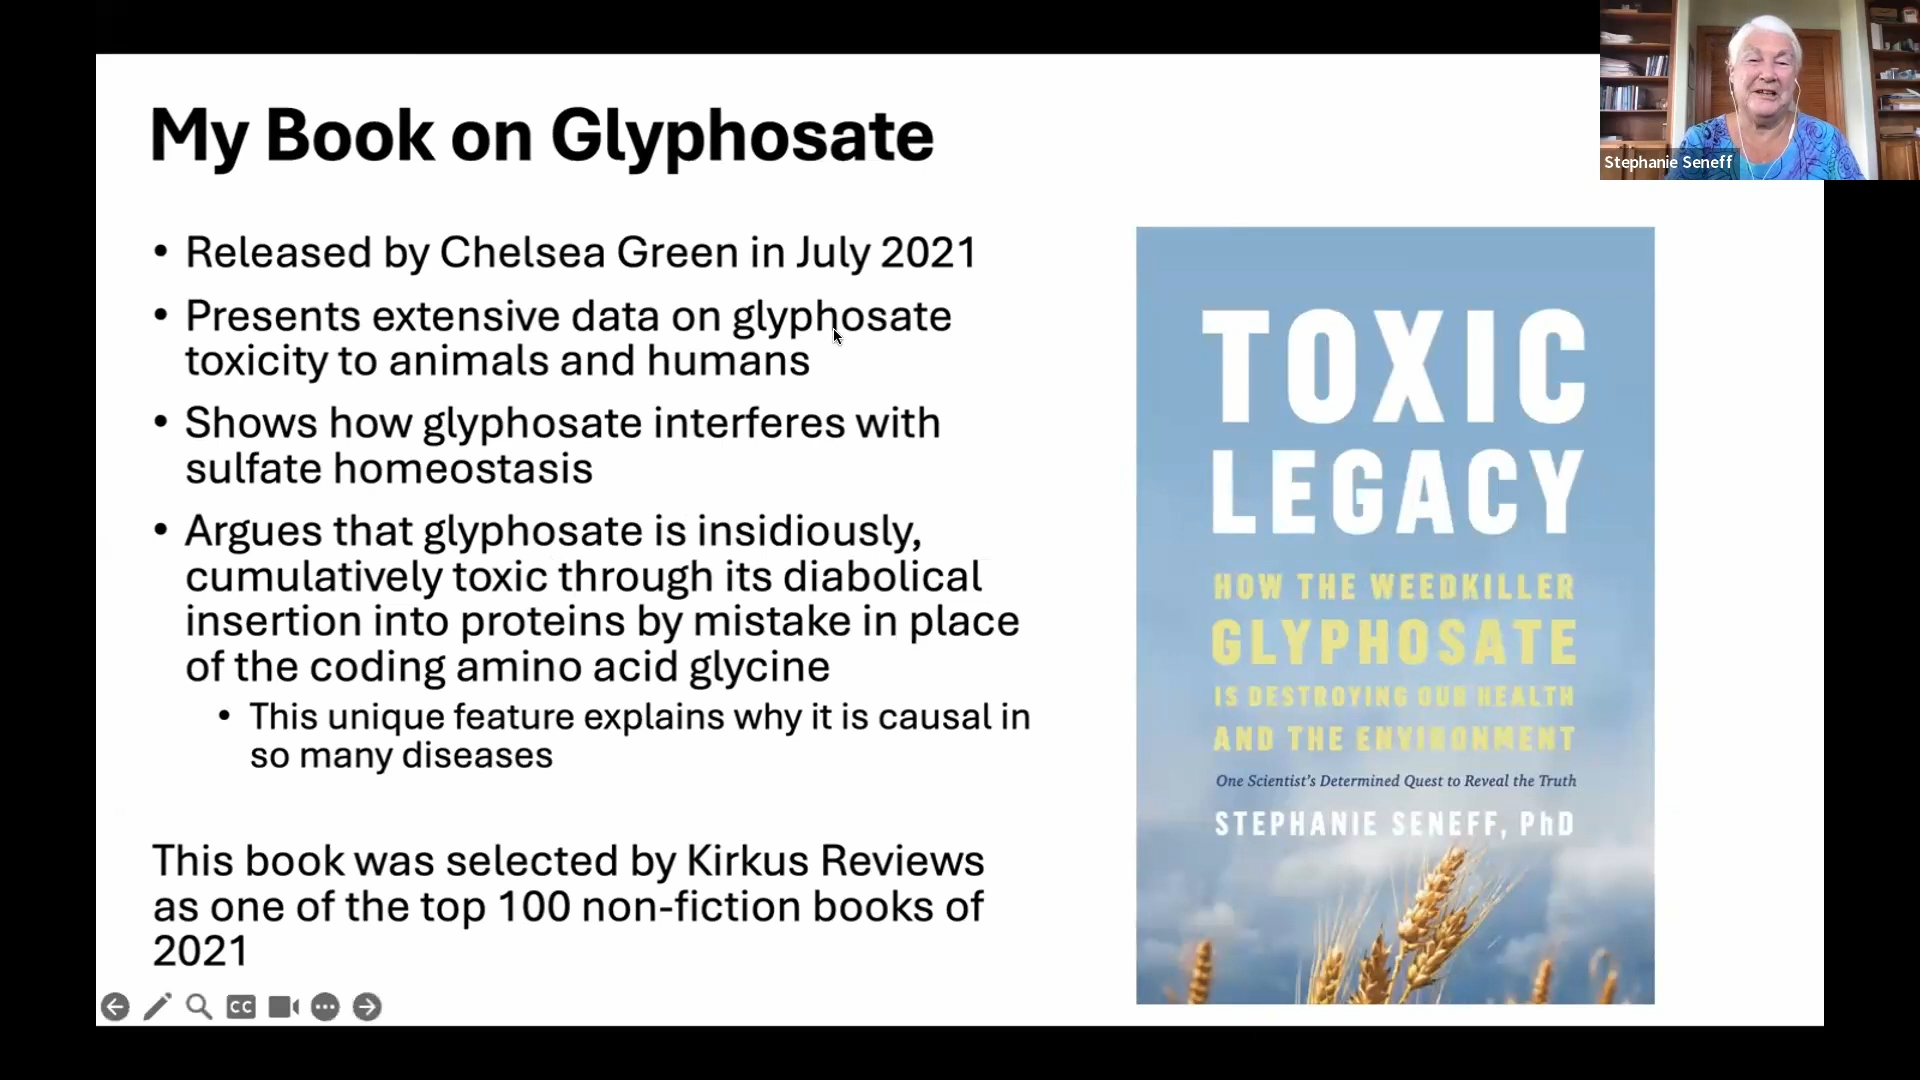 My Book on Glyphosate
Stephanie Seneff
• Released by Chelsea Green in July 2021
• Presents extensive data on glyphosate
toxicity to animals and humans
• Shows how glyphosate interferes with
sulfate homeostasis
• Argues that glyphosate is insidiously,
cumulatively toxic through its diabolical
insertion into proteins by mistake in place
of the coding amino acid glycine
• This unique feature explains why it is causal in
so many diseases
This book was selected by Kirkus Reviews
as one of the top 100 non-fiction books of
2021
TOXIC
LEGACY
HOW THE WEEDKILLER
GLYPHOSATE
IS DESTROYING OUR HEALTH
AND THE ENVIRONMENT
One Scientist's Determined Quest to Reveal the Truth
STEPHANIE SENEFF, PhD
CC